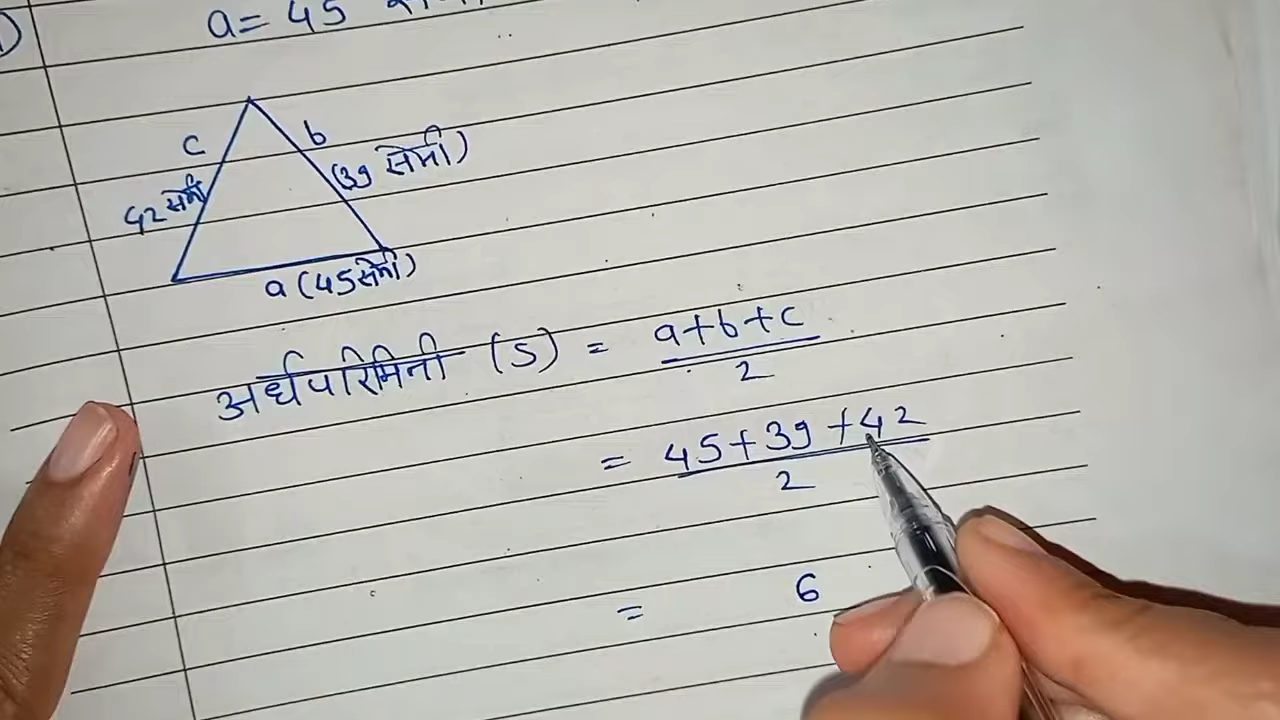 a = 45
c
b
42 सेमी
(39 सेमी)
a (45 सेमी)
अर्धपरिमिती (S) = a+b+c
2
= 45+39+42
2
= 6